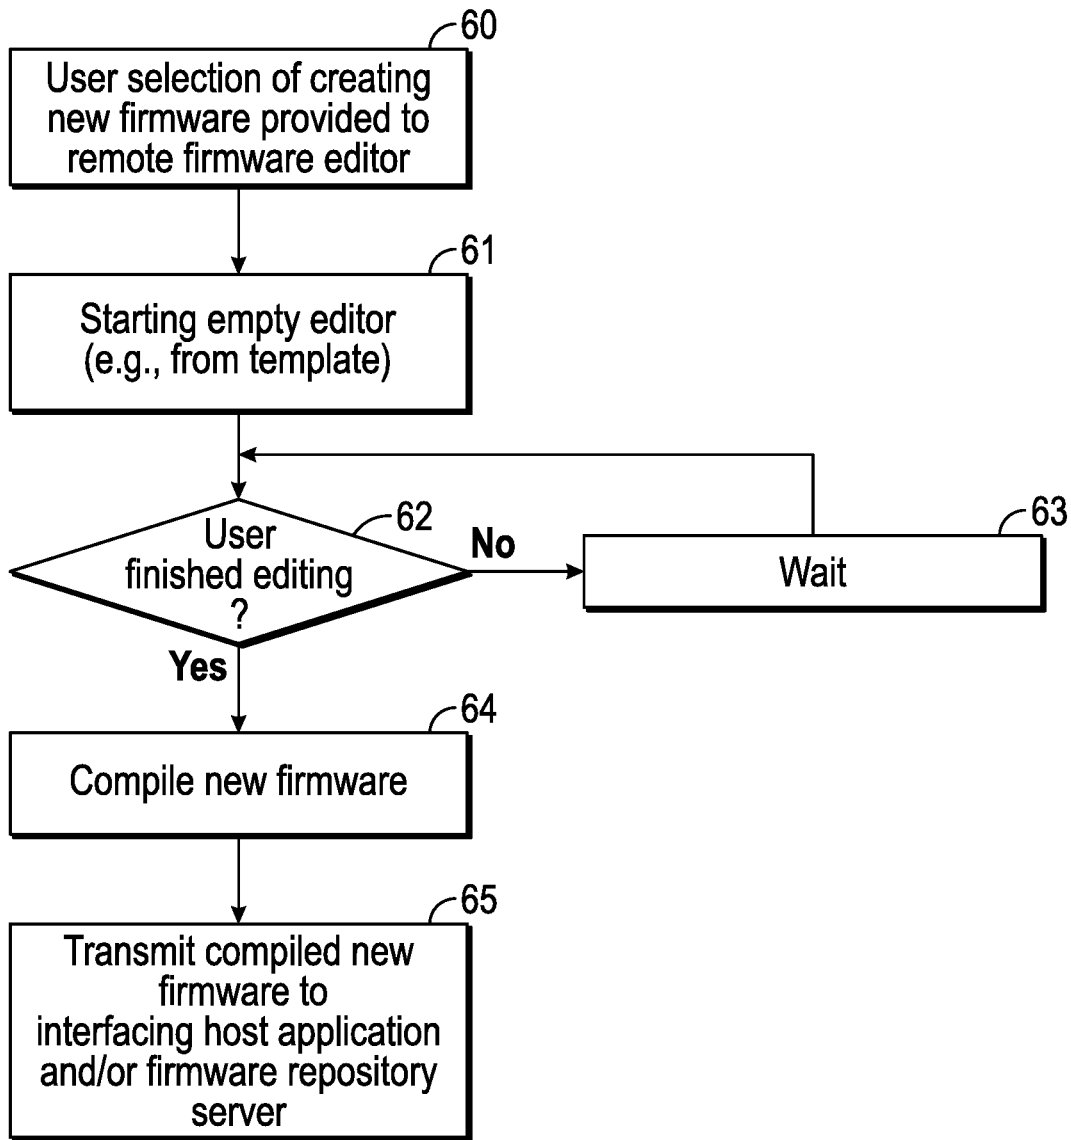 60
User selection of creating
new firmware provided to
remote firmware editor
61
Starting empty editor
(e.g., from template)
62
User
finished editing
?
No
63
Wait
Yes
64
Compile new firmware
65
Transmit compiled new
firmware to
interfacing host application
and/or firmware repository
server